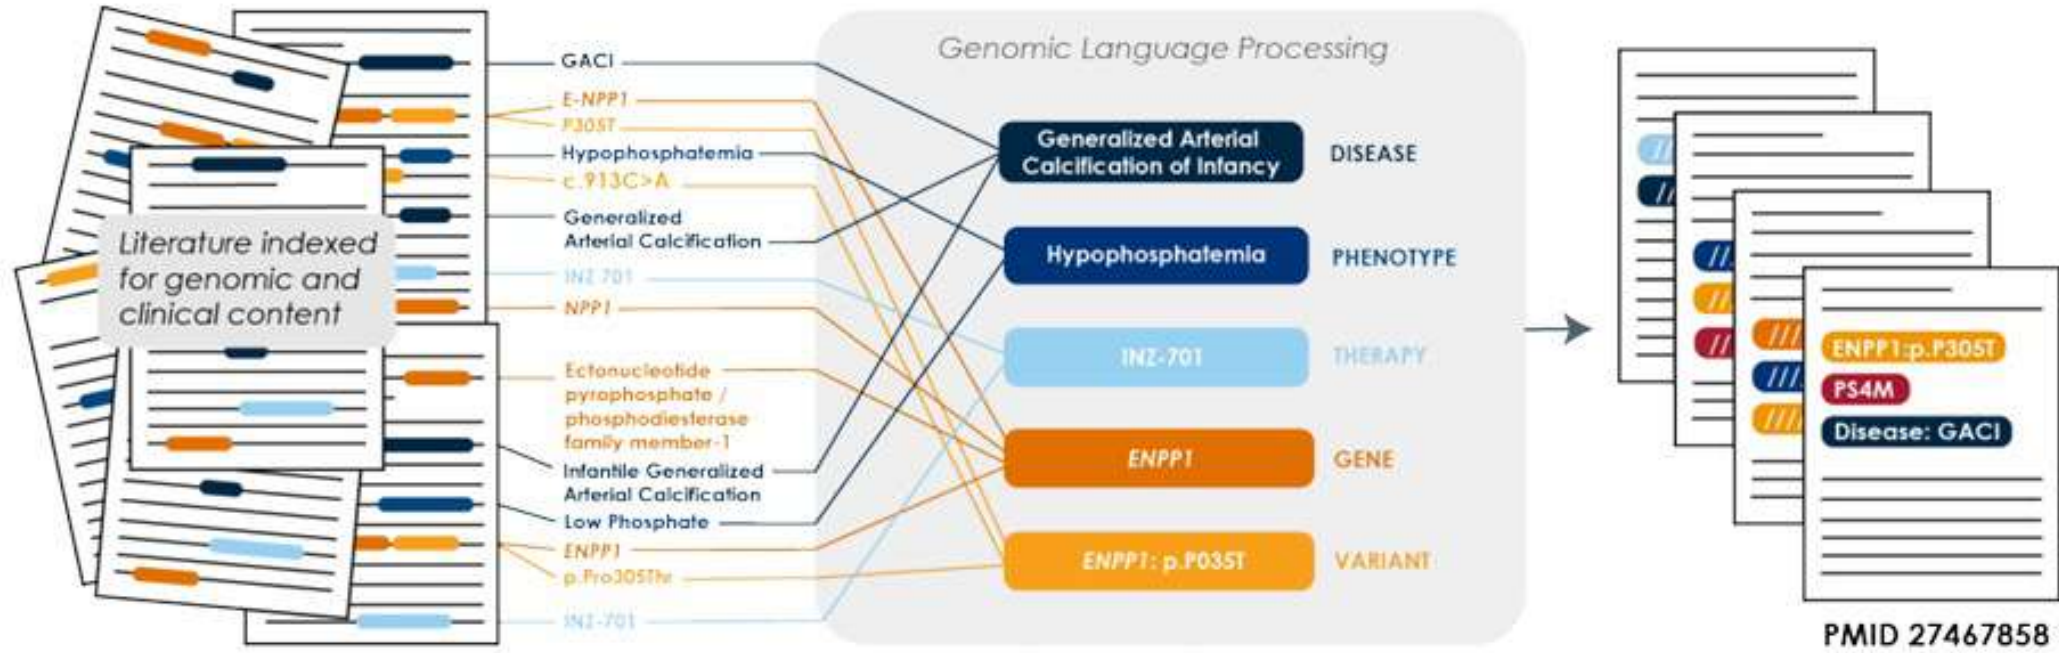 Literature indexed
for genomic and
clinical content
GACI
E-NPP1
P305T
Hypophosphatemia
c.913C>A
Generalized
Arterial Calcification
INZ 701
NPP1
Ectonucleotide
pyrophosphate /
phosphodiesterase
family member-1
Infantile Generalized
Arterial Calcification
Low Phosphate
ENPP1
p.Pro305Thr
INZ-701
Genomic Language Processing
Generalized Arterial
Calcification of Infancy
DISEASE
Hypophosphatemia
PHENOTYPE
INZ-701
THERAPY
ENPP1
GENE
ENPP1: p.P035T
VARIANT
ENPP1:p.P305T
PS4M
Disease: GACI
PMID 27467858